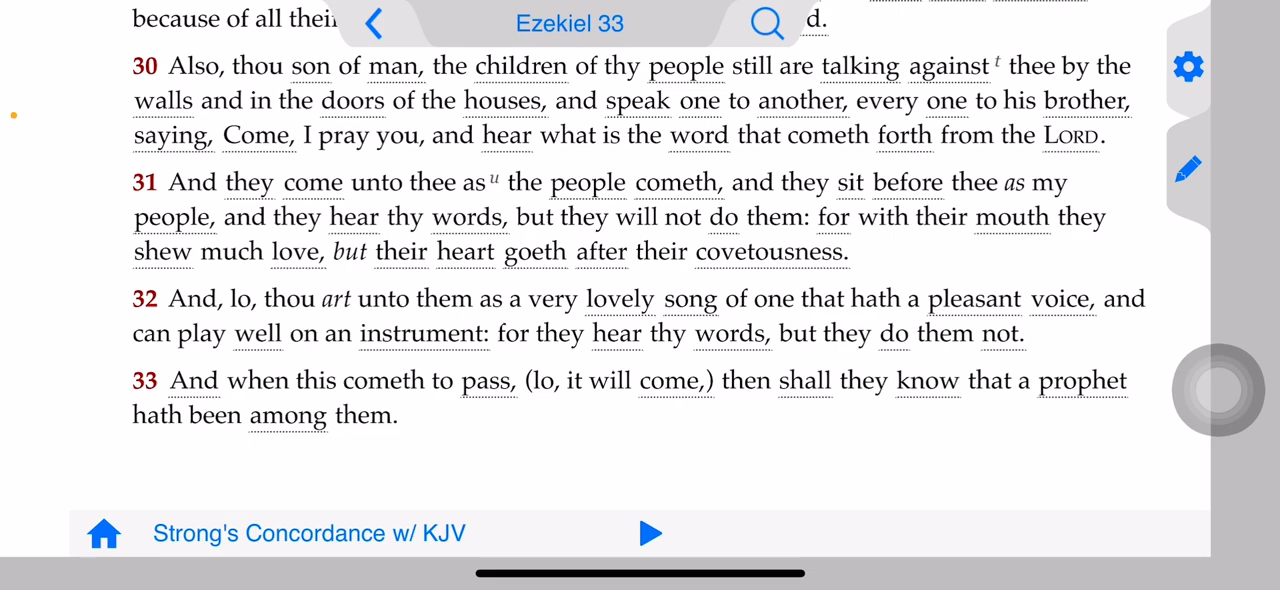 because of all thei
Ezekiel 33
d.
30 Also, thou son of man, the children of thy people still are talking against t thee by the
walls and in the doors of the houses, and speak one to another, every one to his brother,
saying, Come, I pray you, and hear what is the word that cometh forth from the LORD.
31 And they come unto thee as u the people cometh, and they sit before thee as my
people, and they hear thy words, but they will not do them: for with their mouth they
shew much love, but their heart goeth after their covetousness.
32 And, lo, thou art unto them as a very lovely song of one that hath a pleasant voice, and
can play well on an instrument: for they hear thy words, but they do them not.
33 And when this cometh to pass, (lo, it will come,) then shall they know that a prophet
hath been among them.
Strong's Concordance w/ KJV